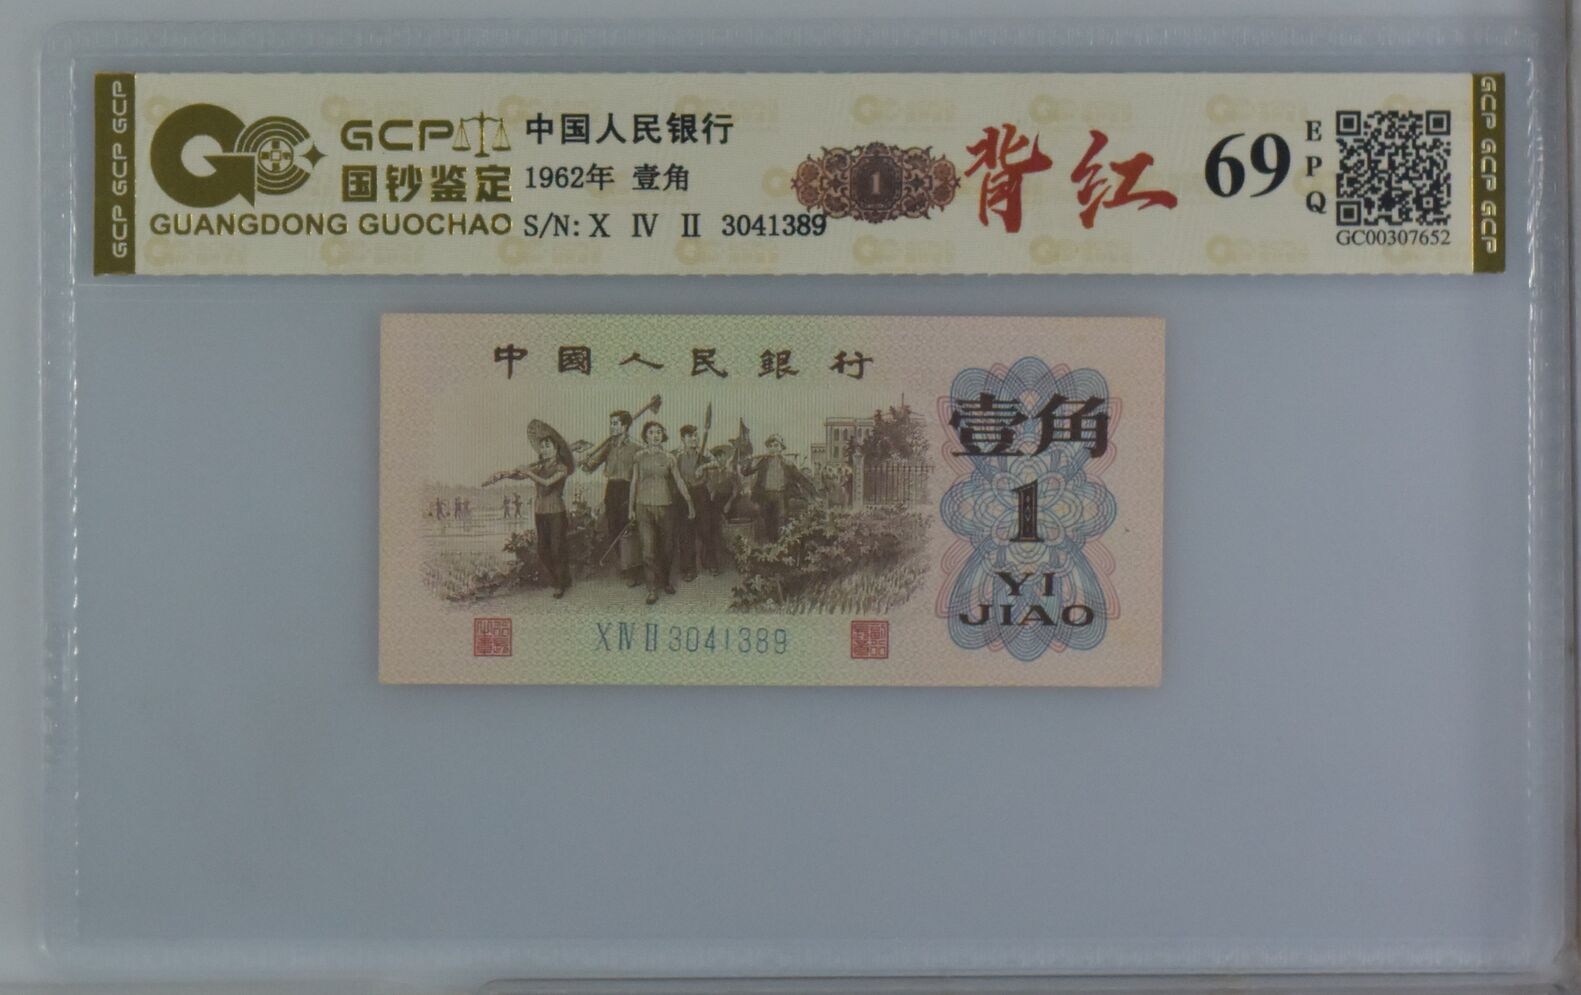 GCP GCP GCP
GCP
国钞鉴定
GUANGDONG GUOCHAO
中国人民银行
1962年 壹角
S/N: X Ⅳ Ⅱ 3041389
1
背红
69
EPQ
GC00307652
GCP GCP GCP
中國人民銀行
壹角
1
YI
JIAO
X Ⅳ Ⅱ 3041389